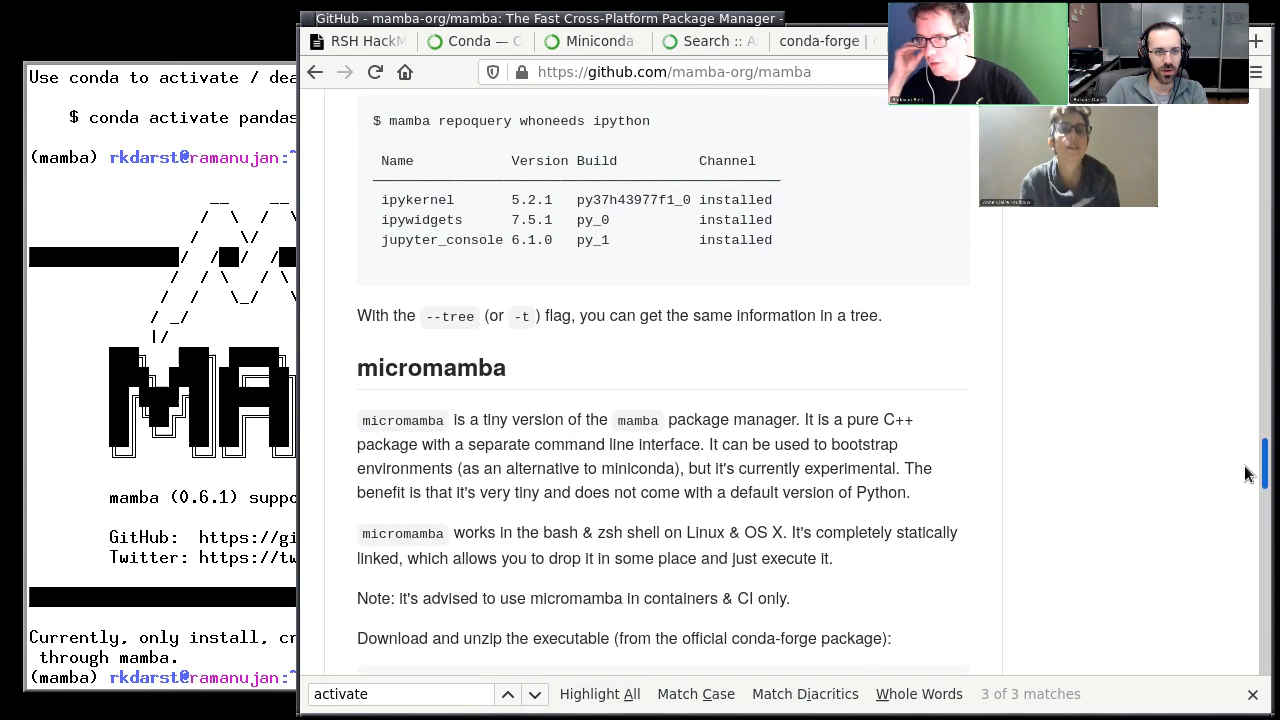 GitHub - mamba-org/mamba: The Fast Cross-Platform Package Manager -
RSH HackM
Conda — C
Miniconda
Search :: A
conda-forge |
https://github.com/mamba-org/mamba
Use conda to activate / dea
$ conda activate pandas
(mamba) rkdarst@ramanujan:~
MA
mamba (0.6.1) suppo
GitHub: https://gi
Twitter: https://tw
Currently, only install, cr
through mamba.
(mamba) rkdarst@ramanujan:~
$ mamba repoquery whoneeds ipython
Name Version Build Channel
ipykernel 5.2.1 py37h43977f1_0 installed
ipywidgets 7.5.1 py_0 installed
jupyter_console 6.1.0 py_1 installed
With the --tree (or -t ) flag, you can get the same information in a tree.
micromamba
micromamba is a tiny version of the mamba package manager. It is a pure C++
package with a separate command line interface. It can be used to bootstrap
environments (as an alternative to miniconda), but it's currently experimental. The
benefit is that it's very tiny and does not come with a default version of Python.
micromamba works in the bash & zsh shell on Linux & OS X. It's completely statically
linked, which allows you to drop it in some place and just execute it.
Note: it's advised to use micromamba in containers & CI only.
Download and unzip the executable (from the official conda-forge package):
activate
Highlight All
Match Case
Match Diacritics
Whole Words
3 of 3 matches